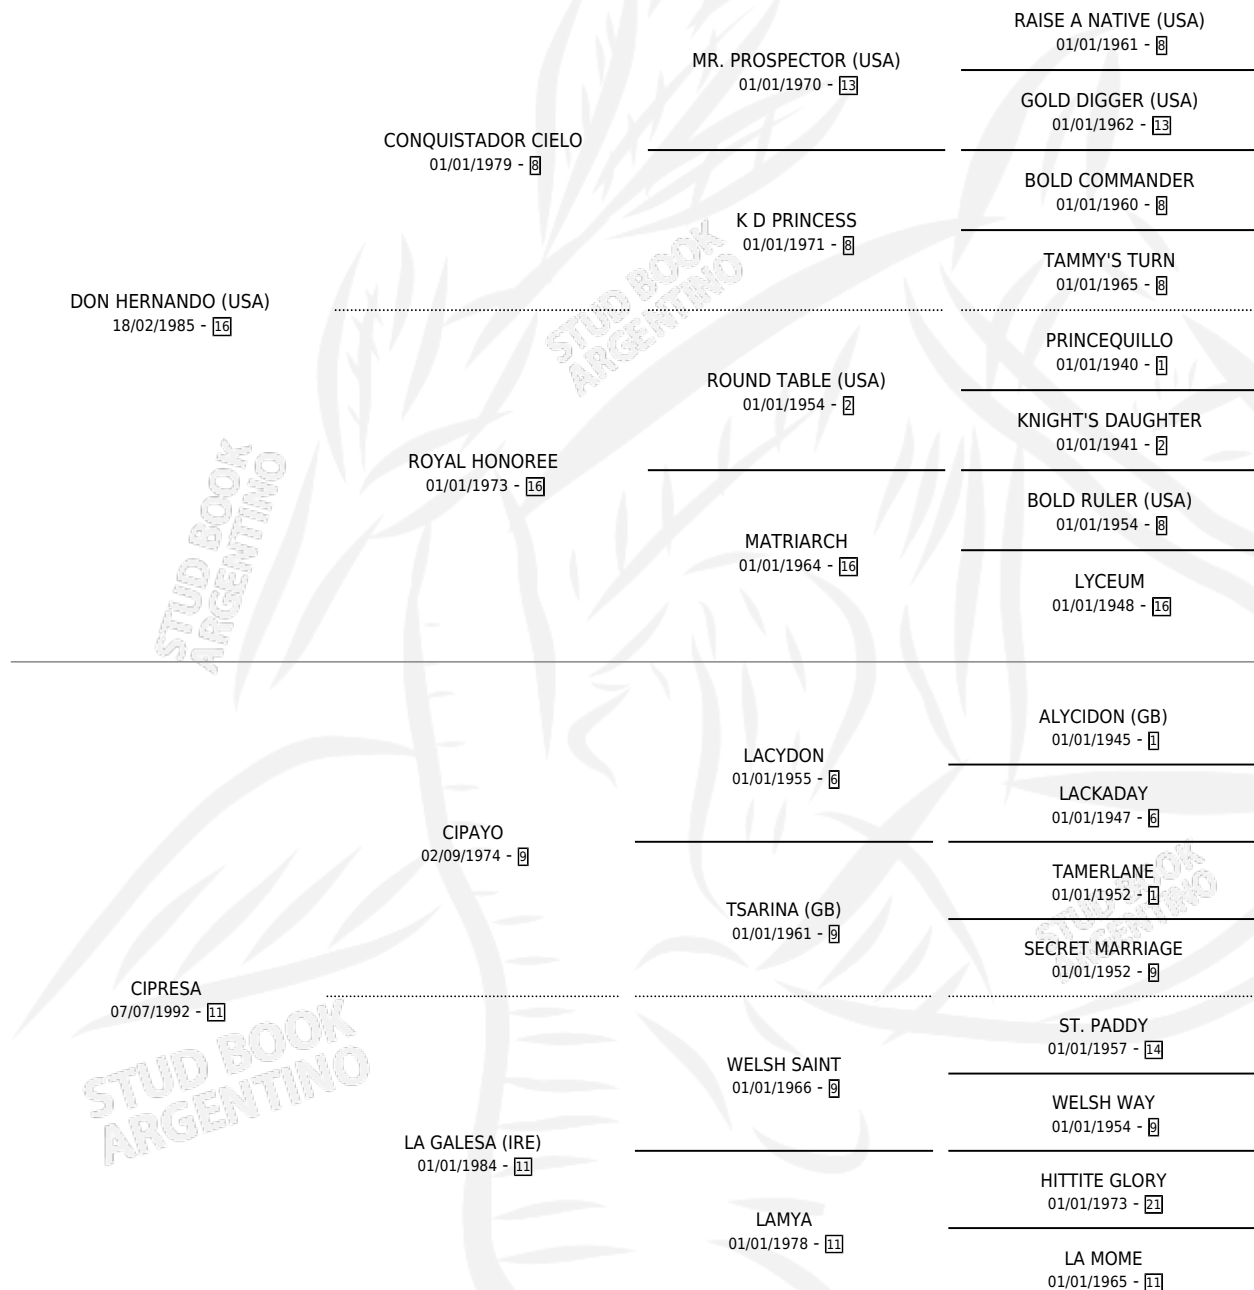 RAISE A NATIVE (USA)
01/01/1961 - 8
MR. PROSPECTOR (USA)
01/01/1970 - 13
GOLD DIGGER (USA)
01/01/1962 - 13
CONQUISTADOR CIELO
01/01/1979 - 8
BOLD COMMANDER
01/01/1960 - 8
K D PRINCESS
01/01/1971 - 8
TAMMY'S TURN
01/01/1965 - 8
DON HERNANDO (USA)
18/02/1985 - 16
STUD BOOK
ARGENTINO
PRINCEQUILLO
01/01/1940 - 1
ROUND TABLE (USA)
01/01/1954 - 2
KNIGHT'S DAUGHTER
01/01/1941 - 2
ROYAL HONOREE
01/01/1973 - 16
BOLD RULER (USA)
01/01/1954 - 8
MATRIARCH
01/01/1964 - 16
LYCEUM
01/01/1948 - 16
STUD BOOK
ARGENTINO
ALYCIDON (GB)
01/01/1945 - 1
LACYDON
01/01/1955 - 6
LACKADAY
01/01/1947 - 6
CIPAYO
02/09/1974 - 9
TAMERLANE
01/01/1952 - 1
TSARINA (GB)
01/01/1961 - 9
STUD BOOK
ARGENTINO
SECRET MARRIAGE
01/01/1952 - 9
CIPRESA
07/07/1992 - 11
ST. PADDY
01/01/1957 - 14
WELSH SAINT
01/01/1966 - 9
STUD BOOK
ARGENTINO
WELSH WAY
01/01/1954 - 9
LA GALESA (IRE)
01/01/1984 - 11
HITTITE GLORY
01/01/1973 - 21
LAMYA
01/01/1978 - 11
LA MOME
01/01/1965 - 11